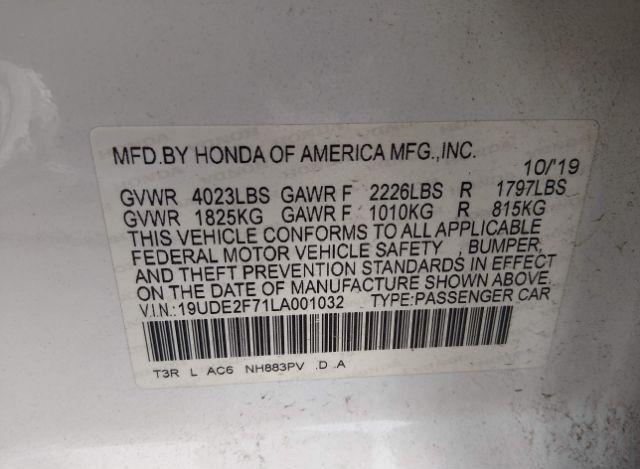 MFD.BY HONDA OF AMERICA MFG.,INC.
10/'19
GVWR 4023LBS GAWR F 2226LBS R 1797LBS
GVWR 1825KG GAWR F 1010KG R 815KG
THIS VEHICLE CONFORMS TO ALL APPLICABLE
FEDERAL MOTOR VEHICLE SAFETY , BUMPER,
AND THEFT PREVENTION STANDARDS IN EFFECT
ON THE DATE OF MANUFACTURE SHOWN ABOVE.
V.I.N.: 19UDE2F71LA001032 TYPE:PASSENGER CAR
T3R L AC6 NH883PV .D .A